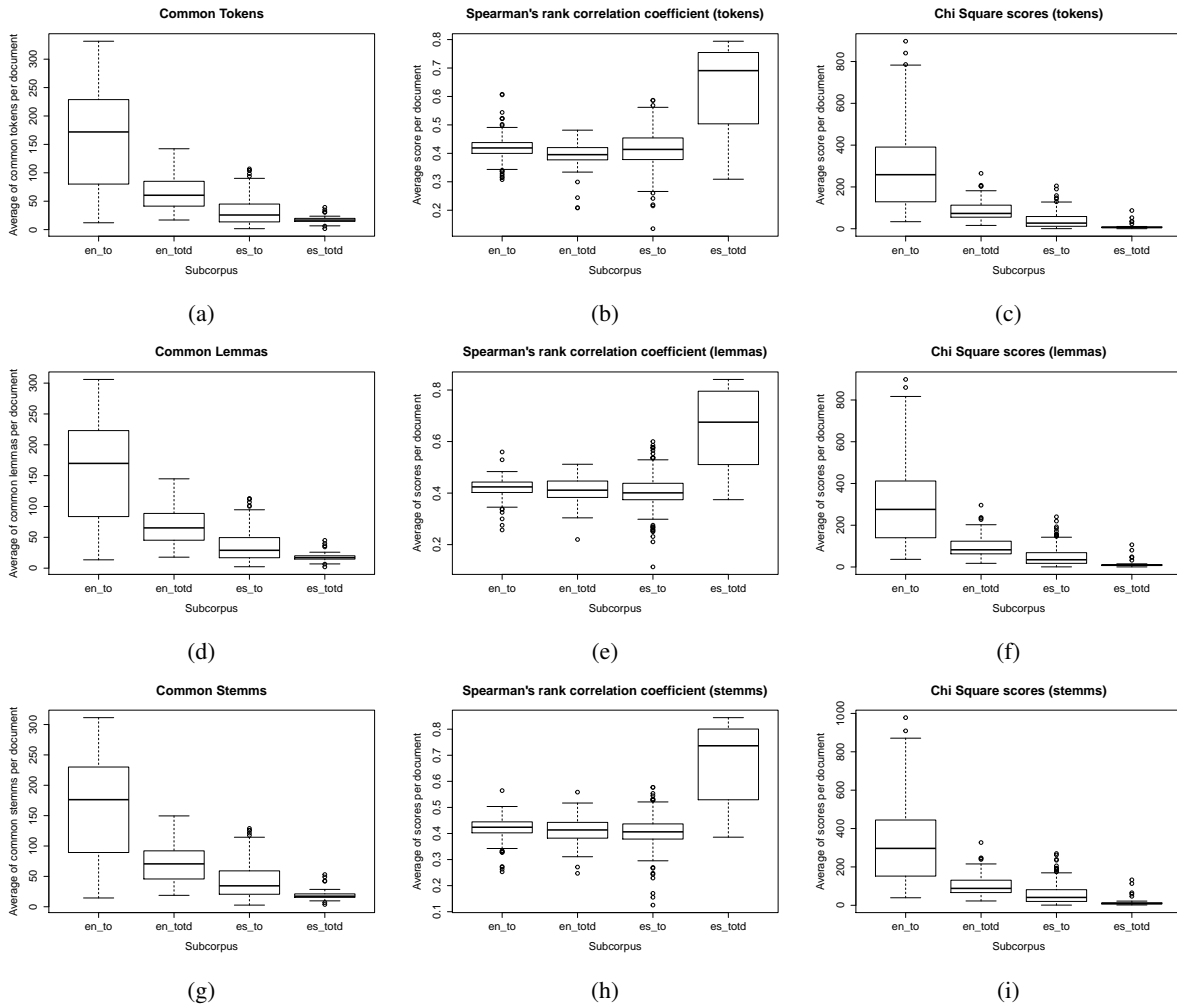 Common Tokens
Average of common tokens per document
0 50 100 150 200 250 300
en_to en_totd es_to es_totd
Subcorpus
(a)
Spearman's rank correlation coefficient (tokens)
Average score per document
0.2 0.3 0.4 0.5 0.6 0.7 0.8
en_to en_totd es_to es_totd
Subcorpus
(b)
Chi Square scores (tokens)
Average score per document
0 200 400 600 800
en_to en_totd es_to es_totd
Subcorpus
(c)
Common Lemmas
Average of common lemmas per document
0 50 100 150 200 250 300
en_to en_totd es_to es_totd
Subcorpus
(d)
Spearman's rank correlation coefficient (lemmas)
Average of scores per document
0.2 0.4 0.6 0.8
en_to en_totd es_to es_totd
Subcorpus
(e)
Chi Square scores (lemmas)
Average of scores per document
0 200 400 600 800
en_to en_totd es_to es_totd
Subcorpus
(f)
Common Stemms
Average of common stemms per document
0 50 100 150 200 250 300
en_to en_totd es_to es_totd
Subcorpus
(g)
Spearman's rank correlation coefficient (stemms)
Average of scores per document
0.1 0.2 0.3 0.4 0.5 0.6 0.7 0.8
en_to en_totd es_to es_totd
Subcorpus
(h)
Chi Square scores (stemms)
Average of scores per document
0 200 400 600 800 1000
en_to en_totd es_to es_totd
Subcorpus
(i)